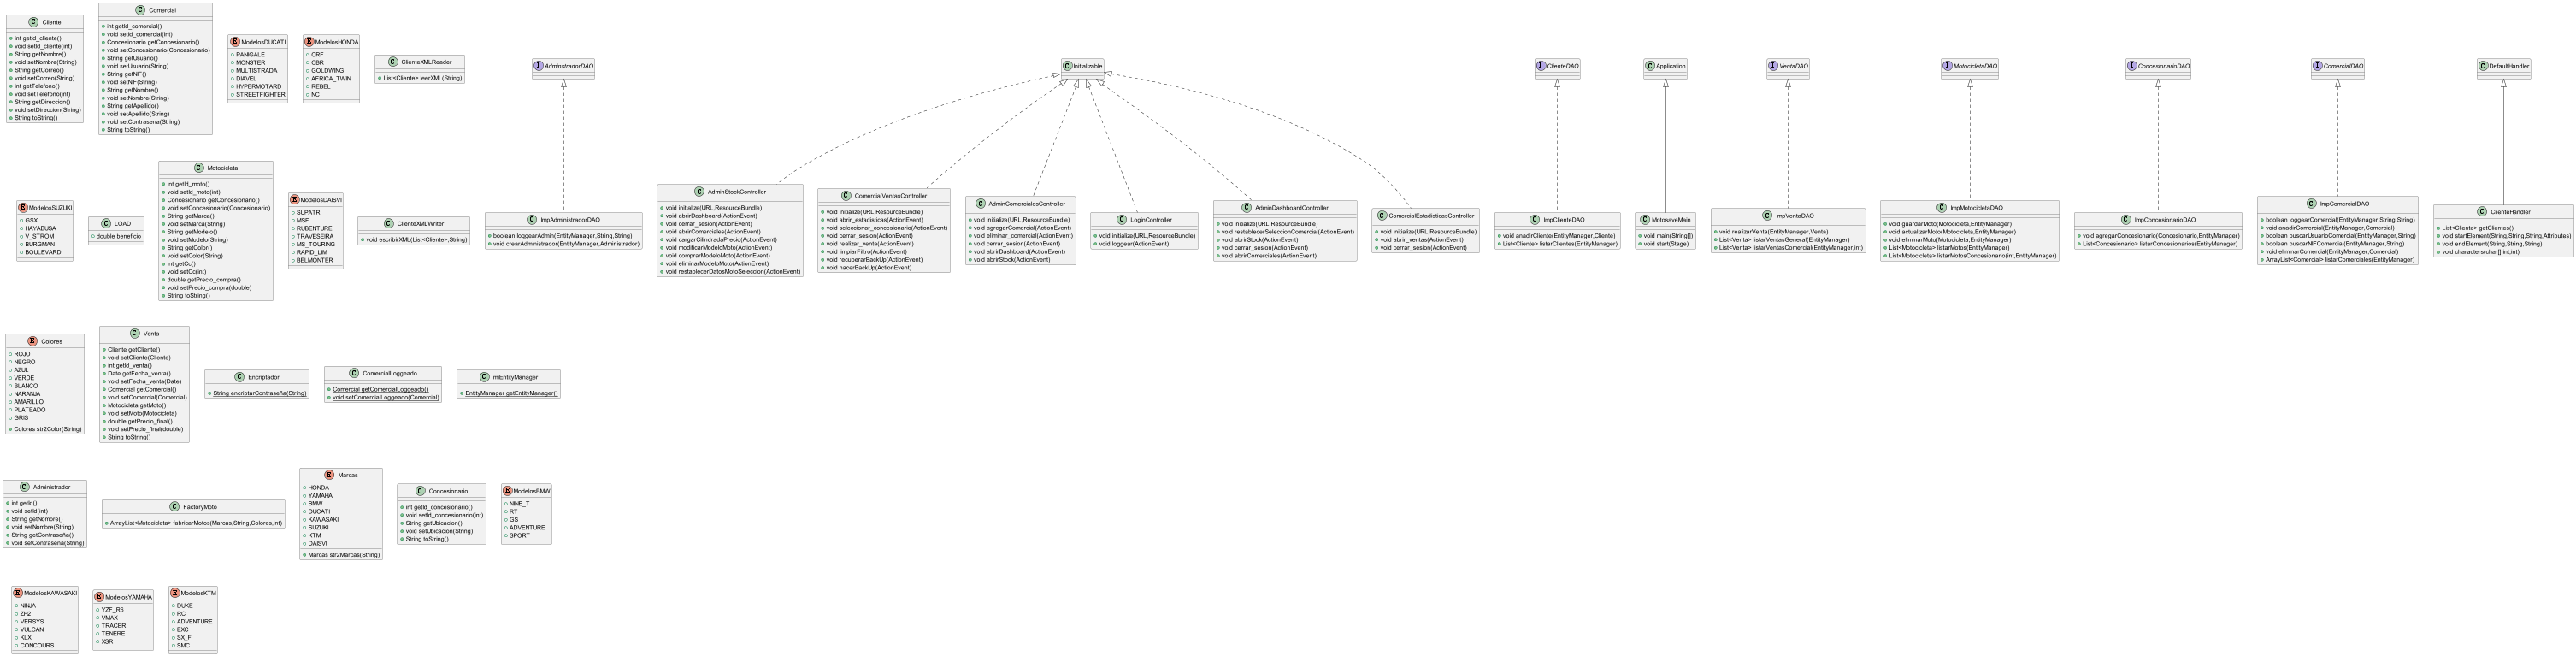 Cliente
int getId_cliente()
void setId_cliente(int)
String getNombre()
void setNombre(String)
String getCorreo()
void setCorreo(String)
int getTelefono()
void setTelefono(int)
String getDireccion()
void setDireccion(String)
String toString()
Comercial
int getId_comercial()
void setId_comercial(int)
Concesionario getConcesionario()
void setConcesionario(Concesionario)
String getUsuario()
void setUsuario(String)
String getNIF()
void setNIF(String)
String getNombre()
void setNombre(String)
String getApellido()
void setApellido(String)
void setContrasena(String)
String toString()
ModelosDUCATI
PANIGALE
MONSTER
MULTISTRADA
DIAVEL
HYPERMOTARD
STREETFIGHTER
ModelosHONDA
CRF
CBR
GOLDWING
AFRICA_TWIN
REBEL
NC
ClienteXMLReader
List<Cliente> leerXML(String)
AdminstradorDAO
Initializable
ClienteDAO
Application
VentaDAO
MotocicletaDAO
ConcesionarioDAO
ComercialDAO
DefaultHandler
ModelosSUZUKI
GSX
HAYABUSA
V_STROM
BURGMAN
BOULEVARD
LOAD
double beneficio
Motocicleta
int getId_moto()
void setId_moto(int)
Concesionario getConcesionario()
void setConcesionario(Concesionario)
String getMarca()
void setMarca(String)
String getModelo()
void setModelo(String)
String getColor()
void setColor(String)
int getCc()
void setCc(int)
double getPrecio_compra()
void setPrecio_compra(double)
String toString()
ModelosDAISVI
SUPATRI
MSF
RUBENTURE
TRAVESEIRA
MS_TOURING
RAPID_LIM
BELMONTER
ClienteXMLWriter
void escribirXML(List<Cliente>,String)
ImpAdministradorDAO
boolean loggearAdmin(EntityManager,String,String)
void crearAdministrador(EntityManager,Administrador)
AdminStockController
void initialize(URL,ResourceBundle)
void abrirDashboard(ActionEvent)
void cerrar_sesion(ActionEvent)
void abrirComerciales(ActionEvent)
void cargarCilindradaPrecio(ActionEvent)
void modificarModeloMoto(ActionEvent)
void comprarModeloMoto(ActionEvent)
void eliminarModeloMoto(ActionEvent)
void restablecerDatosMotoSeleccion(ActionEvent)
ComercialVentasController
void initialize(URL,ResourceBundle)
void abrir_estadisticas(ActionEvent)
void seleccionar_concesionario(ActionEvent)
void cerrar_sesion(ActionEvent)
void realizar_venta(ActionEvent)
void limpiarFiltro(ActionEvent)
void recuperarBackUp(ActionEvent)
void hacerBackUp(ActionEvent)
AdminComercialesController
void initialize(URL,ResourceBundle)
void agregarComercial(ActionEvent)
void eliminar_comercial(ActionEvent)
void cerrar_sesion(ActionEvent)
void abrirDashboard(ActionEvent)
void abrirStock(ActionEvent)
LoginController
void initialize(URL,ResourceBundle)
void loggear(ActionEvent)
AdminDashboardController
void initialize(URL,ResourceBundle)
void restablecerSeleccionComercial(ActionEvent)
void abrirStock(ActionEvent)
void cerrar_sesion(ActionEvent)
void abrirComerciales(ActionEvent)
ComercialEstadisticasController
void initialize(URL,ResourceBundle)
void abrir_ventas(ActionEvent)
void cerrar_sesion(ActionEvent)
ImpClienteDAO
void anadirCliente(EntityManager,Cliente)
List<Cliente> listarClientes(EntityManager)
MotosaveMain
void main(String[])
void start(Stage)
ImpVentaDAO
void realizarVenta(EntityManager,Venta)
List<Venta> listarVentasGeneral(EntityManager)
List<Venta> listarVentasComercial(EntityManager,int)
ImpMotocicletaDAO
void guardarMoto(Motocicleta,EntityManager)
void actualizarMoto(Motocicleta,EntityManager)
void eliminarMoto(Motocicleta,EntityManager)
List<Motocicleta> listarMotos(EntityManager)
List<Motocicleta> listarMotosConcesionario(int,EntityManager)
ImpConcesionarioDAO
void agregarConcesionario(Concesionario,EntityManager)
List<Concesionario> listarConcesionarios(EntityManager)
ImpComercialDAO
boolean loggearComercial(EntityManager,String,String)
void anadirComercial(EntityManager,Comercial)
boolean buscarUsuarioComercial(EntityManager,String)
boolean buscarNIFComercial(EntityManager,String)
void eliminarComercial(EntityManager,Comercial)
ArrayList<Comercial> listarComerciales(EntityManager)
ClienteHandler
List<Cliente> getClientes()
void startElement(String,String,String,Attributes)
void endElement(String,String,String)
void characters(char[],int,int)
Colores
ROJO
NEGRO
AZUL
VERDE
BLANCO
NARANJA
AMARILLO
PLATEADO
GRIS
Colores str2Color(String)
Venta
Cliente getCliente()
void setCliente(Cliente)
int getId_venta()
Date getFecha_venta()
void setFecha_venta(Date)
Comercial getComercial()
void setComercial(Comercial)
Motocicleta getMoto()
void setMoto(Motocicleta)
double getPrecio_final()
void setPrecio_final(double)
String toString()
Encriptador
String encriptarContraseña(String)
ComercialLoggeado
Comercial getComercialLoggeado()
void setComercialLoggeado(Comercial)
miEntityManager
EntityManager getEntityManager()
Administrador
int getId()
void setId(int)
String getNombre()
void setNombre(String)
String getContraseña()
void setContraseña(String)
FactoryMoto
ArrayList<Motocicleta> fabricarMotos(Marcas,String,Colores,int)
Marcas
HONDA
YAMAHA
BMW
DUCATI
KAWASAKI
SUZUKI
KTM
DAISVI
Marcas str2Marcas(String)
Concesionario
int getId_concesionario()
void setId_concesionario(int)
String getUbicacion()
void setUbicacion(String)
String toString()
ModelosBMW
NINE_T
RT
GS
ADVENTURE
SPORT
ModelosKAWASAKI
NINJA
ZH2
VERSYS
VULCAN
KLX
CONCOURS
ModelosYAMAHA
YZF_R6
VMAX
TRACER
TENERE
XSR
ModelosKTM
DUKE
RC
ADVENTURE
EXC
SX_F
SMC